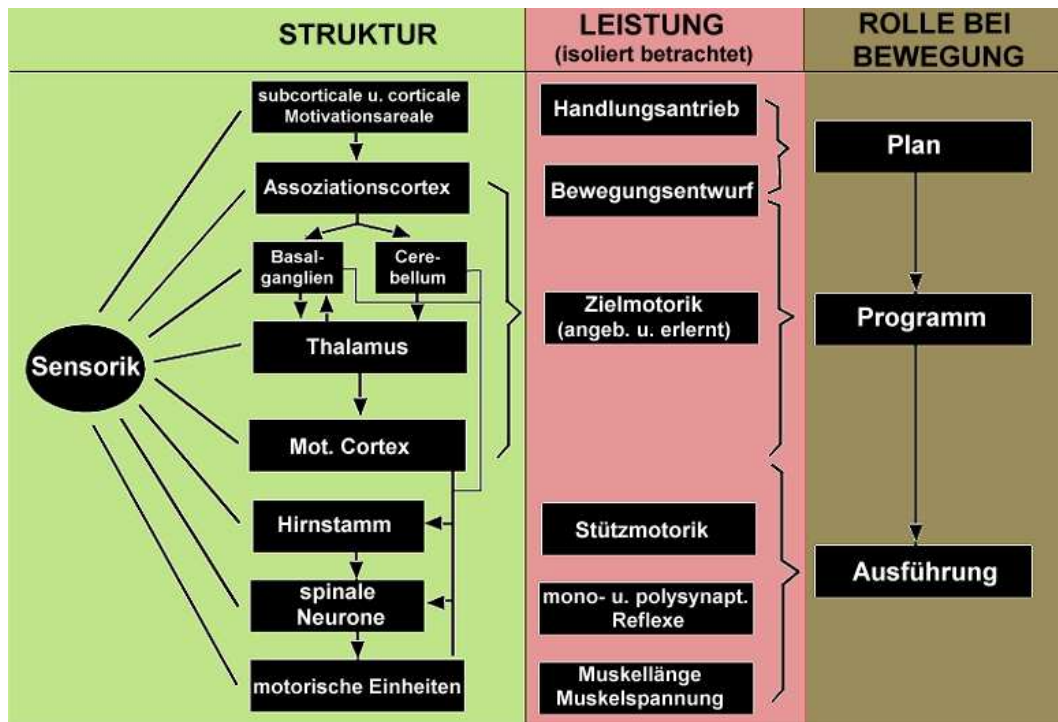 STRUKTUR
LEISTUNG
(isoliert betrachtet)
ROLLE BEI
BEWEGUNG
subcorticale u. corticale
Motivationsareale
Assoziationscortex
Basal-
ganglien
Cere-
bellum
Thalamus
Sensorik
Mot. Cortex
Hirnstamm
spinale
Neurone
motorische Einheiten
Handlungsantrieb
Bewegungsentwurf
Zielmotorik
(angeb. u. erlernt)
Stützmotorik
mono- u. polysynapt.
Reflexe
Muskellänge
Muskelspannung
Plan
Programm
Ausführung